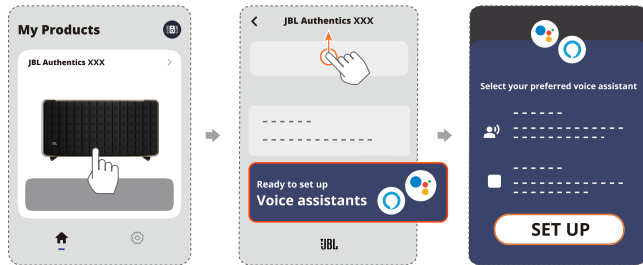 My Products
JBL Authentics XXX
JBL
JBL Authentics XXX
Ready to set up
Voice assistants
JBL
Select your preferred voice assistant
SET UP